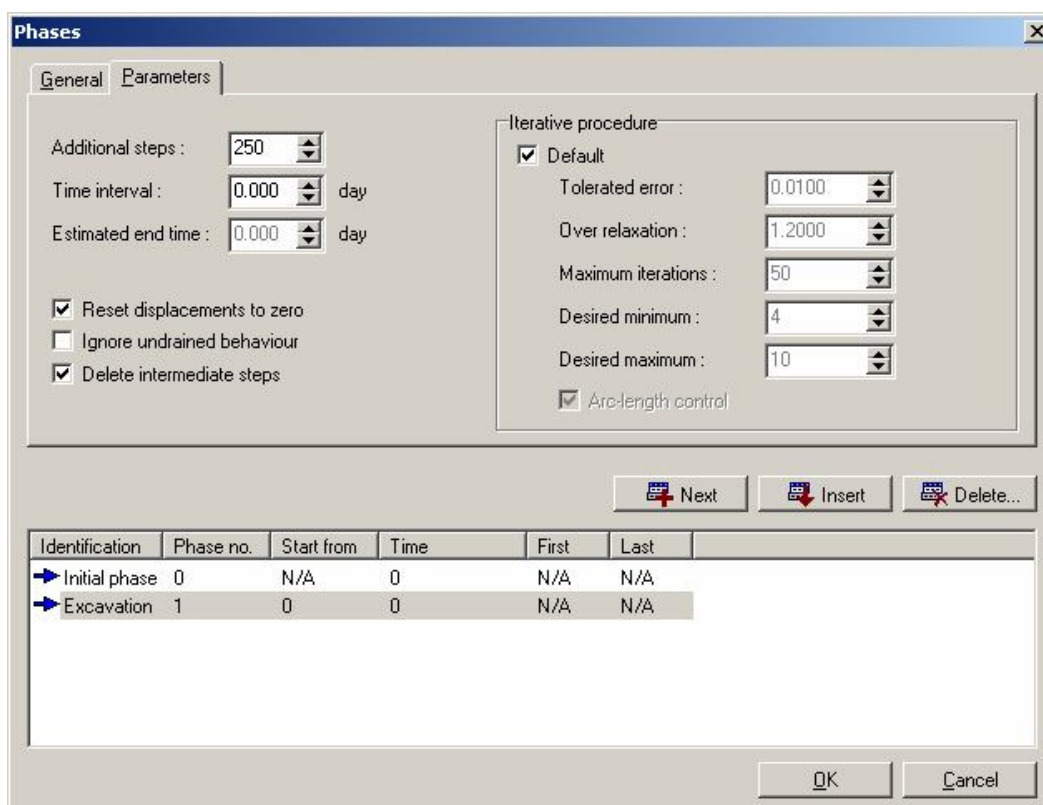 Phases
General Parameters
Additional steps : 250
Time interval : 0.000 day
Estimated end time : 0.000 day
Reset displacements to zero
Ignore undrained behaviour
Delete intermediate steps
Iterative procedure
Default
Tolerated error : 0.0100
Over relaxation : 1.2000
Maximum iterations : 50
Desired minimum : 4
Desired maximum : 10
Arc-length control
Next Insert Delete...
Identification Phase no. Start from Time First Last
Initial phase 0 N/A 0 N/A N/A
Excavation 1 0 0 N/A N/A
OK Cancel